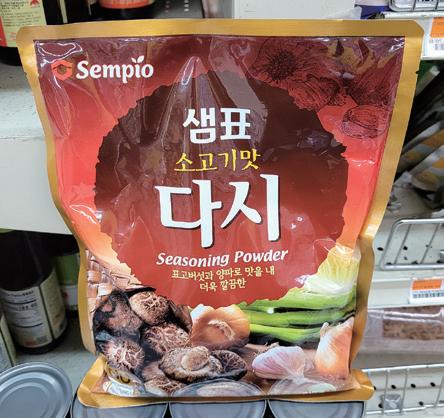 Sempio
샘표
소고기맛
다시
Seasoning Powder
표고버섯과 양파로 맛을 내
더욱 깔끔한